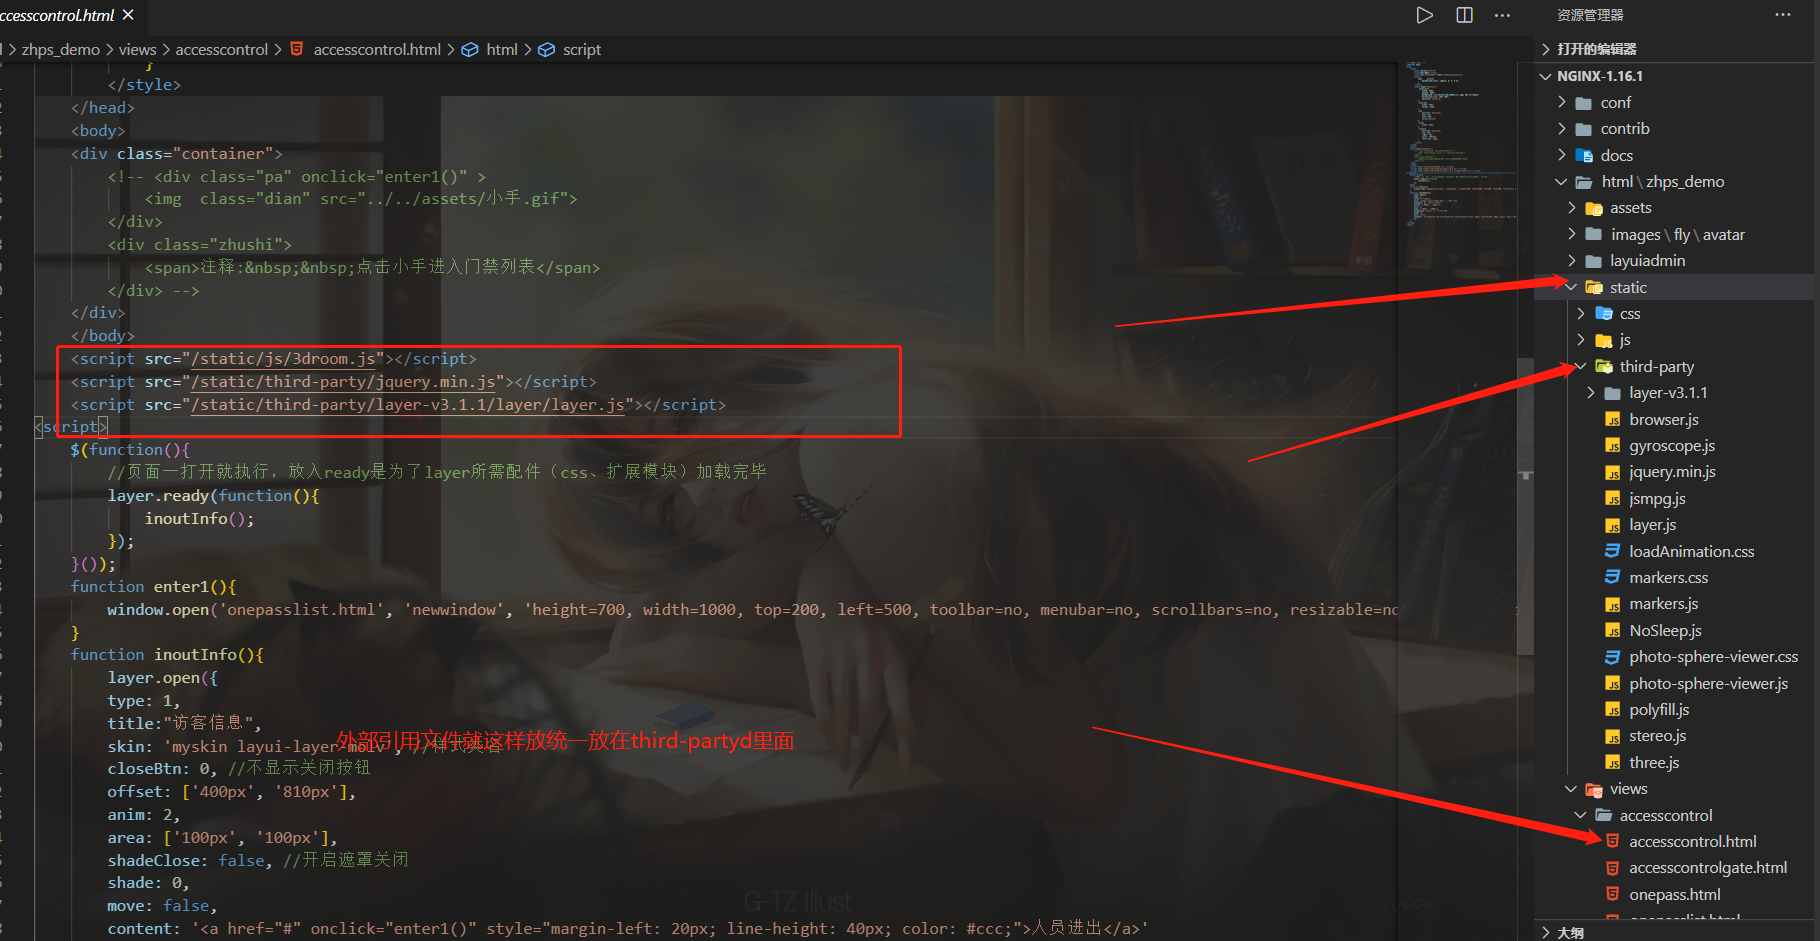 accesscontrol.html ×
zhps_demo > views > accesscontrol > accesscontrol.html > html > script
}
</style>
</head>
<body>
<div class="container">
<!-- <div class="pa" onclick="enter1()" >
<img  class="dian" src="../../assets/小手.gif">
</div>
<div class="zhushi">
<span>注释:&nbsp;&nbsp;点击小手进入门禁列表</span>
</div> -->
</div>
</body>
<script src="/static/js/3droom.js"></script>
<script src="/static/third-party/jquery.min.js"></script>
<script src="/static/third-party/layer-v3.1.1/layer/layer.js"></script>
<script>
$(function(){
//页面一打开就执行，放入ready是为了layer所需配件（css、扩展模块）加载完毕
layer.ready(function(){
inoutInfo();
});
}());
function enter1(){
window.open('onepasslist.html', 'newwindow', 'height=700, width=1000, top=200, left=500, toolbar=no, menubar=no, scrollbars=no, resizable=no
}
function inoutInfo(){
layer.open({
type: 1,
title:"访客信息",
skin: 'myskin layui-layer-molv', //样式类名
外部引用文件就这样放统一放在third-partyd里面
closeBtn: 0, //不显示关闭按钮
offset: ['400px', '810px'],
anim: 2,
area: ['100px', '100px'],
shadeClose: false, //开启遮罩关闭
shade: 0,
move: false,
content: '<a href="#" onclick="enter1()" style="margin-left: 20px; line-height: 40px; color: #ccc;">人员进出</a>'
G-TZ Illust
资源管理器
打开的编辑器
NGINX-1.16.1
conf
contrib
docs
html \ zhps_demo
assets
images \ fly \ avatar
layuiadmin
static
css
js
third-party
layer-v3.1.1
browser.js
gyroscope.js
jquery.min.js
jsmpg.js
layer.js
loadAnimation.css
markers.css
markers.js
NoSleep.js
photo-sphere-viewer.css
photo-sphere-viewer.js
polyfill.js
stereo.js
three.js
views
accesscontrol
accesscontrol.html
accesscontrolgate.html
onepass.html
onepasslist.html
大纲